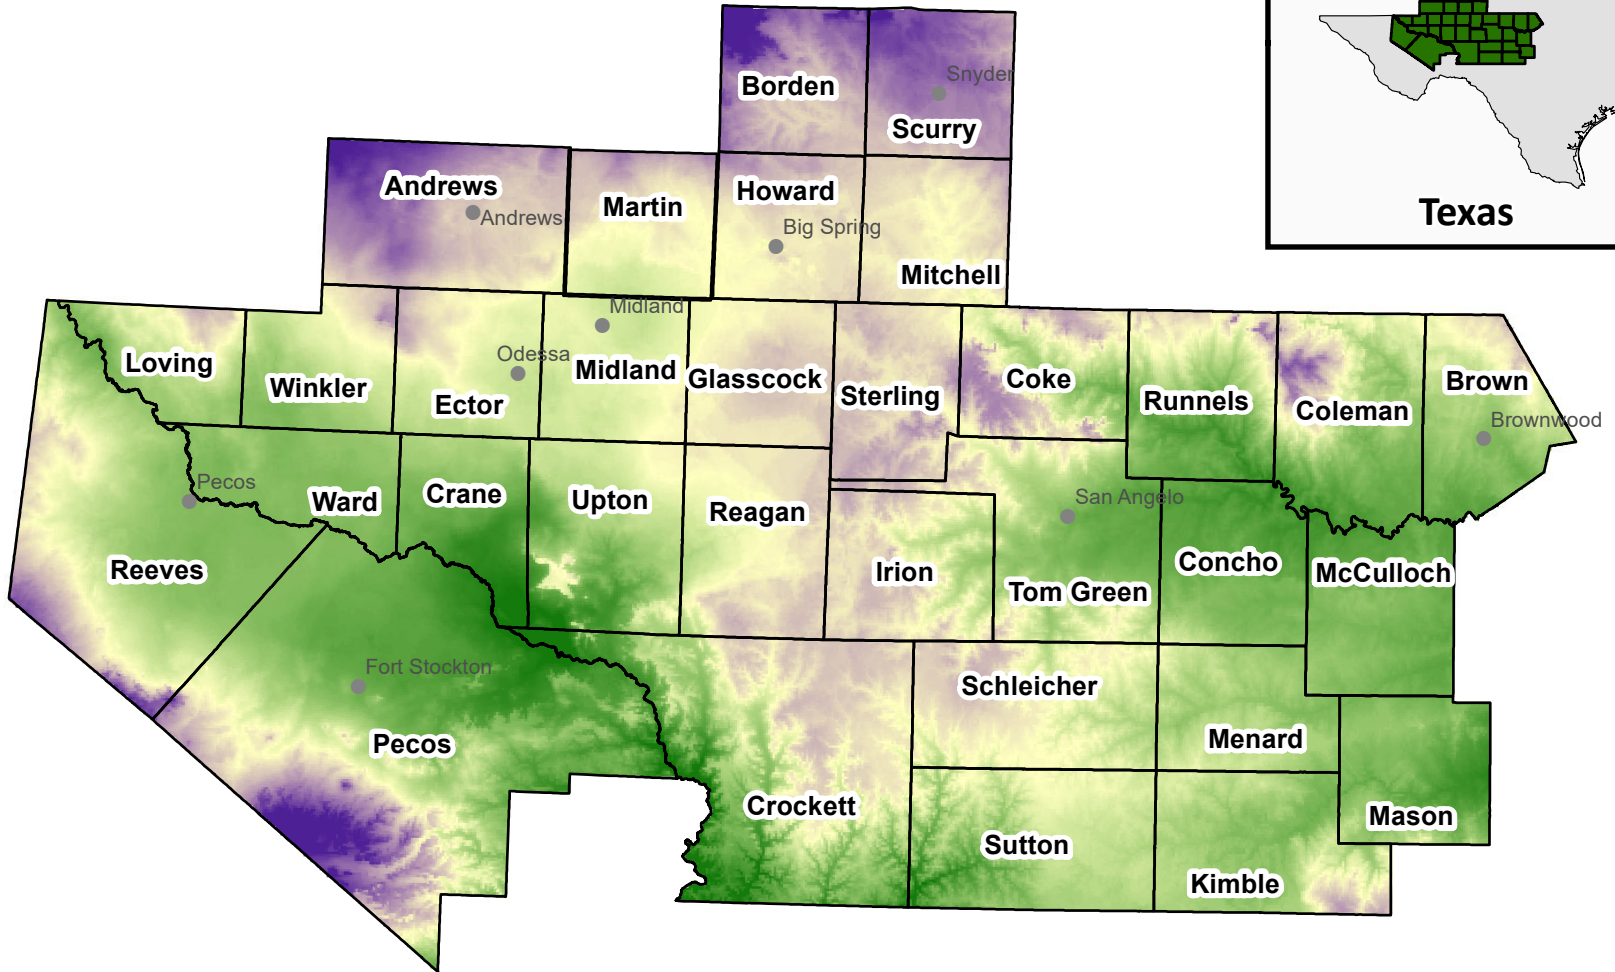 Borden
Snyder
Scurry
Andrews
Andrews
Martin
Howard
Big Spring
Mitchell
Texas
Midland
Loving
Winkler
Odessa
Ector
Midland
Glasscock
Sterling
Coke
Runnels
Coleman
Brown
Brownwood
Pecos
Ward
Crane
Upton
Reagan
San Angelo
Reeves
Irion
Tom Green
Concho
McCulloch
Fort Stockton
Schleicher
Pecos
Menard
Crockett
Mason
Sutton
Kimble